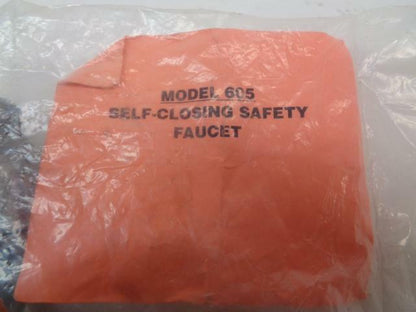 MODEL 605
SELF-CLOSING SAFETY
FAUCET